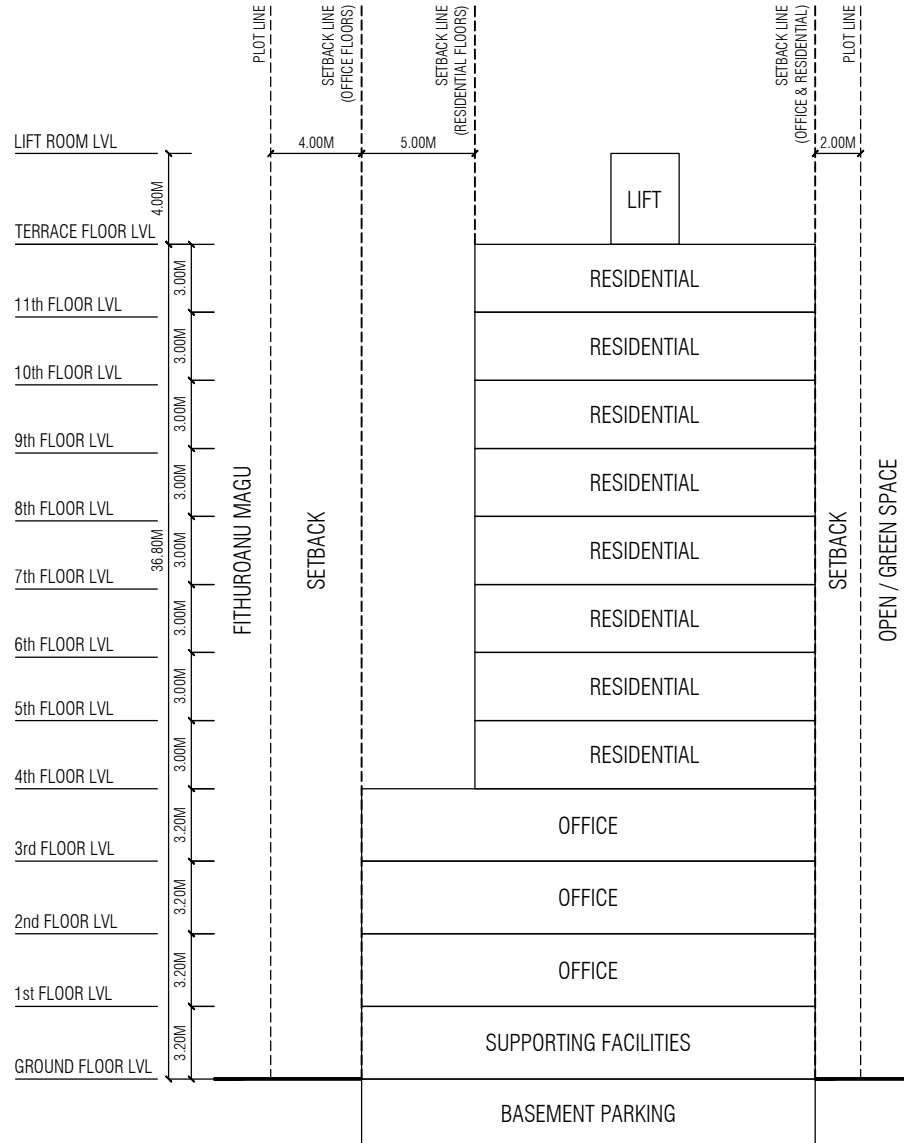 PLOT LINE
SETBACK LINE
(OFFICE FLOORS)
SETBACK LINE
(RESIDENTIAL FLOORS)
SETBACK LINE
(OFFICE & RESIDENTIAL)
PLOT LINE
LIFT ROOM LVL
4.00M
5.00M
2.00M
4.00M
LIFT
TERRACE FLOOR LVL
3.00M
RESIDENTIAL
11th FLOOR LVL
3.00M
RESIDENTIAL
10th FLOOR LVL
3.00M
RESIDENTIAL
9th FLOOR LVL
3.00M
RESIDENTIAL
8th FLOOR LVL
36.80M
3.00M
RESIDENTIAL
7th FLOOR LVL
3.00M
RESIDENTIAL
6th FLOOR LVL
3.00M
RESIDENTIAL
5th FLOOR LVL
3.00M
RESIDENTIAL
4th FLOOR LVL
FITHUROANU MAGU
SETBACK
SETBACK
OPEN / GREEN SPACE
3.20M
OFFICE
3rd FLOOR LVL
3.20M
OFFICE
2nd FLOOR LVL
3.20M
OFFICE
1st FLOOR LVL
3.20M
SUPPORTING FACILITIES
GROUND FLOOR LVL
BASEMENT PARKING